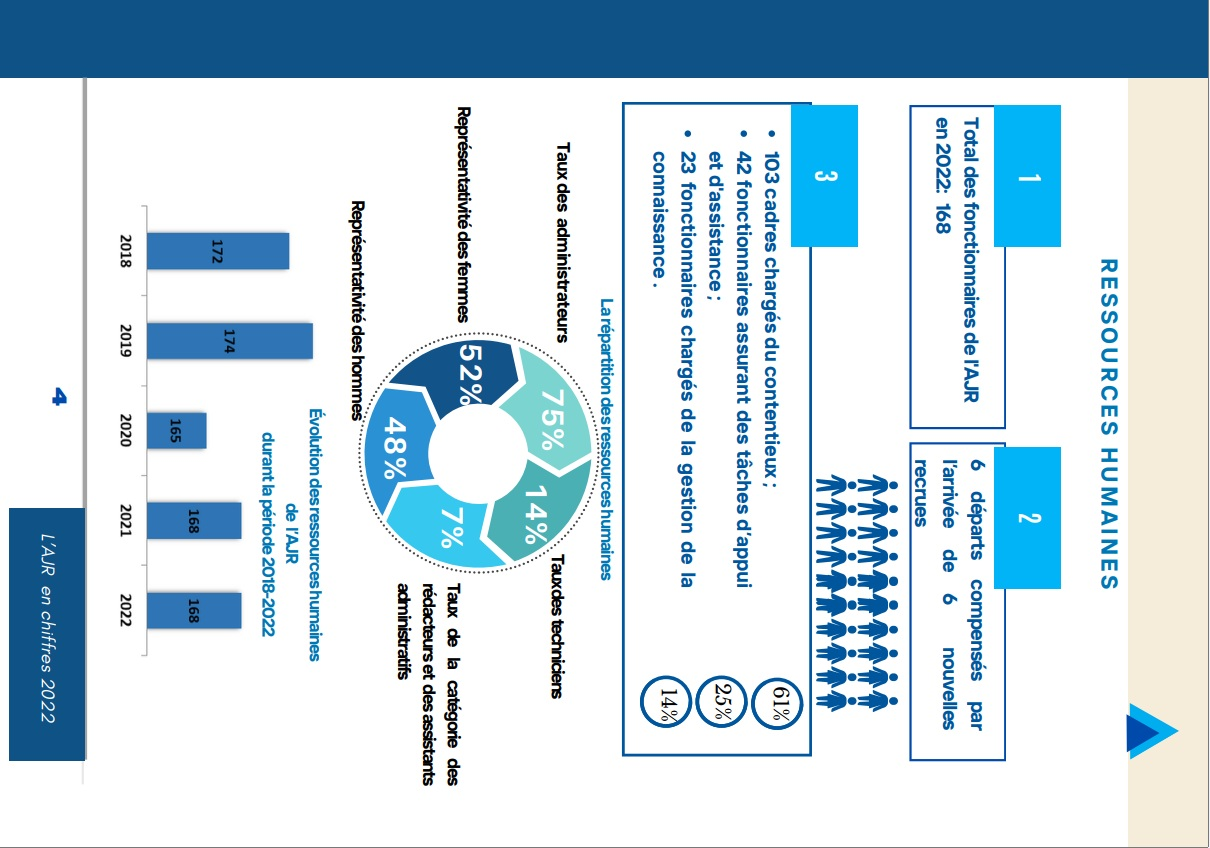 RESSOURCES HUMAINES
1
Total des fonctionnaires de l'AJR
en 2022: 168
2
6 départs compensés par
l'arrivée de 6 nouvelles
recrues
3
• 103 cadres chargés du contentieux ;
• 42 fonctionnaires assurant des tâches d'appui
et d'assistance ;
• 23 fonctionnaires chargés de la gestion de la
connaissance .
61%
25%
14%
La répartition des ressources humaines
Taux des administrateurs
75%
14%
Taux des techniciens
Représentativité des femmes
52%
7%
Taux de la catégorie des
rédacteurs et des assistants
administratifs
Représentativité des hommes
48%
Évolution des ressources humaines
de l'AJR
durant la période 2018-2022
172
174
165
168
168
2018
2019
2020
2021
2022
4
L'AJR en chiffres 2022